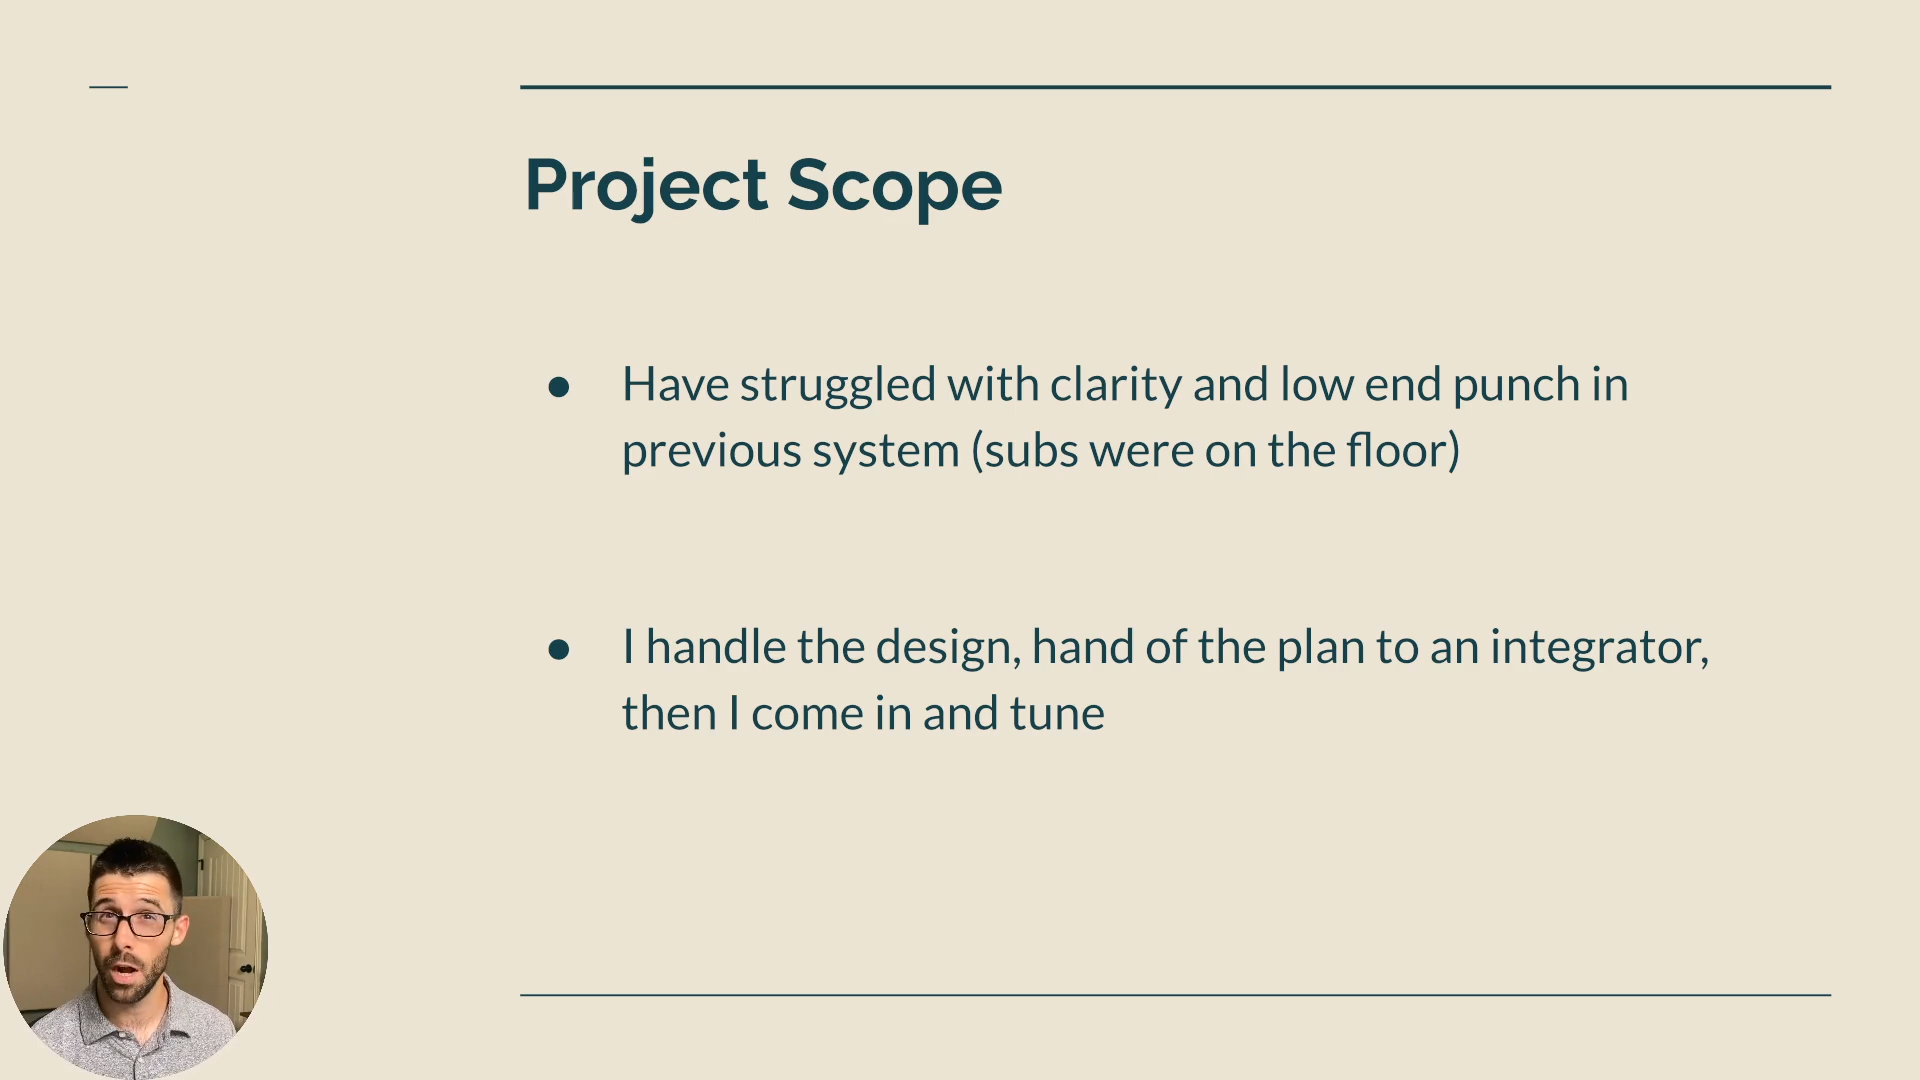 Project Scope
● Have struggled with clarity and low end punch in
previous system (subs were on the floor)
● I handle the design, hand of the plan to an integrator,
then I come in and tune